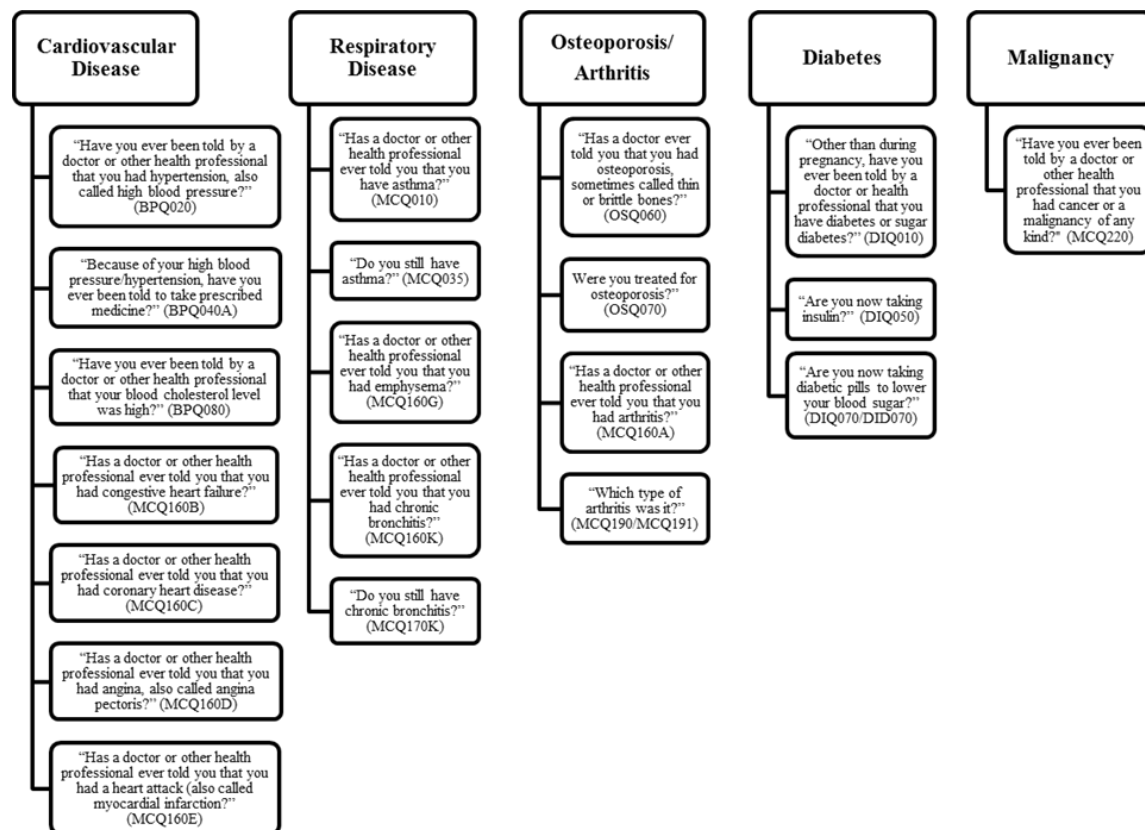 Cardiovascular
Disease
“Have you ever been told by a
doctor or other health professional
that you had hypertension, also
called high blood pressure?”
(BPQ020)
“Because of your high blood
pressure/hypertension, have you
ever been told to take prescribed
medicine?” (BPQ040A)
“Have you ever been told by a
doctor or other health professional
that your blood cholesterol level
was high?” (BPQ080)
“Has a doctor or other health
professional ever told you that you
had congestive heart failure?”
(MCQ160B)
“Has a doctor or other health
professional ever told you that you
had coronary heart disease?”
(MCQ160C)
“Has a doctor or other health
professional ever told you that you
had angina, also called angina
pectoris?” (MCQ160D)
“Has a doctor or other health
professional ever told you that you
had a heart attack (also called
myocardial infarction?”
(MCQ160E)
Respiratory
Disease
“Has a doctor or other
health professional
ever told you that you
have asthma?”
(MCQ010)
“Do you still have
asthma?” (MCQ035)
“Has a doctor or other
health professional
ever told you that you
had emphysema?”
(MCQ160G)
“Has a doctor or other
health professional
ever told you that you
had chronic
bronchitis?”
(MCQ160K)
“Do you still have
chronic bronchitis?”
(MCQ170K)
Osteoporosis/
Arthritis
“Has a doctor ever
told you that you had
osteoporosis,
sometimes called thin
or brittle bones?”
(OSQ060)
Were you treated for
osteoporosis?”
(OSQ070)
“Has a doctor or other
health professional
ever told you that you
had arthritis?”
(MCQ160A)
“Which type of
arthritis was it?”
(MCQ190/MCQ191)
Diabetes
“Other than during
pregnancy, have you
ever been told by a
doctor or health
professional that you
have diabetes or sugar
diabetes?” (DIQ010)
“Are you now taking
insulin?” (DIQ050)
“Are you now taking
diabetic pills to lower
your blood sugar?”
(DIQ070/DID070)
Malignancy
“Have you ever been
told by a doctor or
other health
professional that you
had cancer or a
malignancy of any
kind?" (MCQ220)